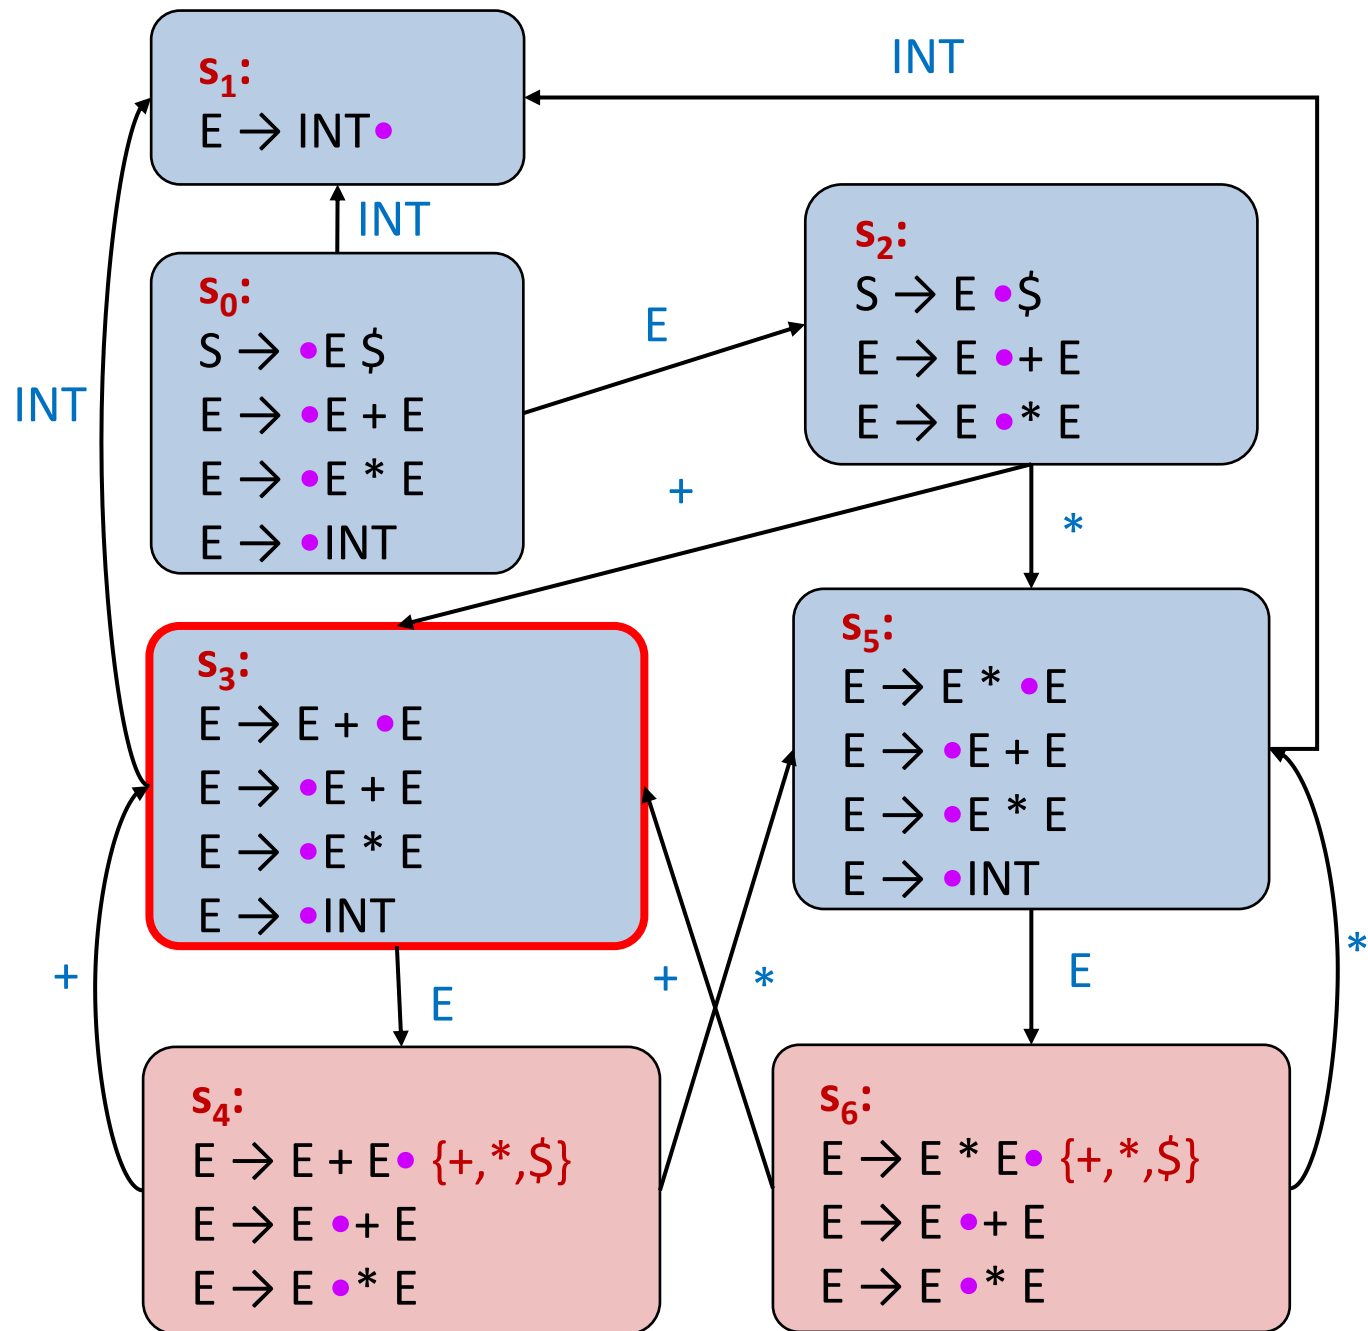 s₁:
E → INT•
INT
INT
s₀:
S → •E $
E → •E + E
E → •E * E
E → •INT
E
s₂:
S → E •$
E → E •+ E
E → E •* E
INT
+
*
s₃:
E → E + •E
E → •E + E
E → •E * E
E → •INT
s₅:
E → E * •E
E → •E + E
E → •E * E
E → •INT
+
E
+
*
E
*
s₄:
E → E + E• {+,*,$}
E → E •+ E
E → E •* E
s₆:
E → E * E• {+,*,$}
E → E •+ E
E → E •* E